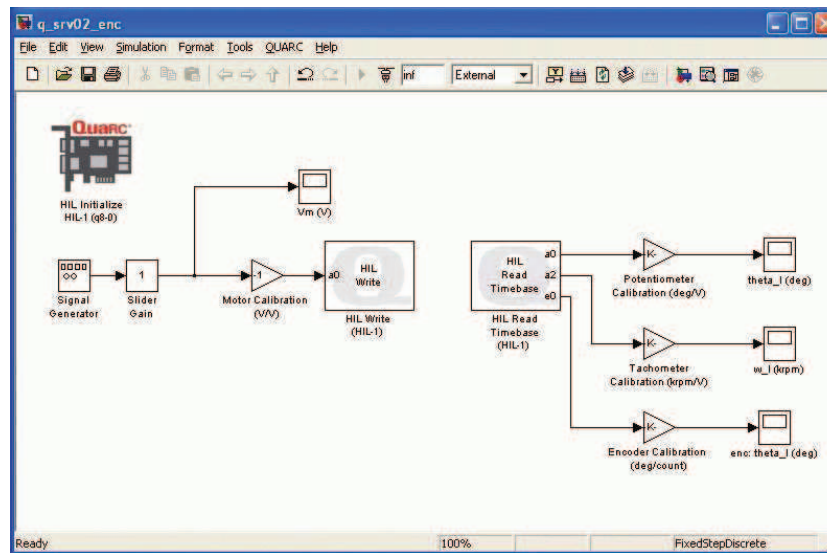 q_srv02_enc
File Edit View Simulation Format Tools QUARC Help
inf External
QUARC
HIL Initialize
HIL-1 (q8-0)
Vm (V)
Signal
Generator
1
Slider
Gain
-1
Motor Calibration
(V/V)
a0
HIL
Write
HIL Write
(HIL-1)
HIL
Read
Timebase
a0
a2
e0
HIL Read
Timebase
(HIL-1)
K-
Potentiometer
Calibration (deg/V)
theta_l (deg)
K-
Tachometer
Calibration (krpm/V)
w_l (krpm)
K-
Encoder Calibration
(deg/count)
enc: theta_l (deg)
Ready 100% FixedStepDiscrete